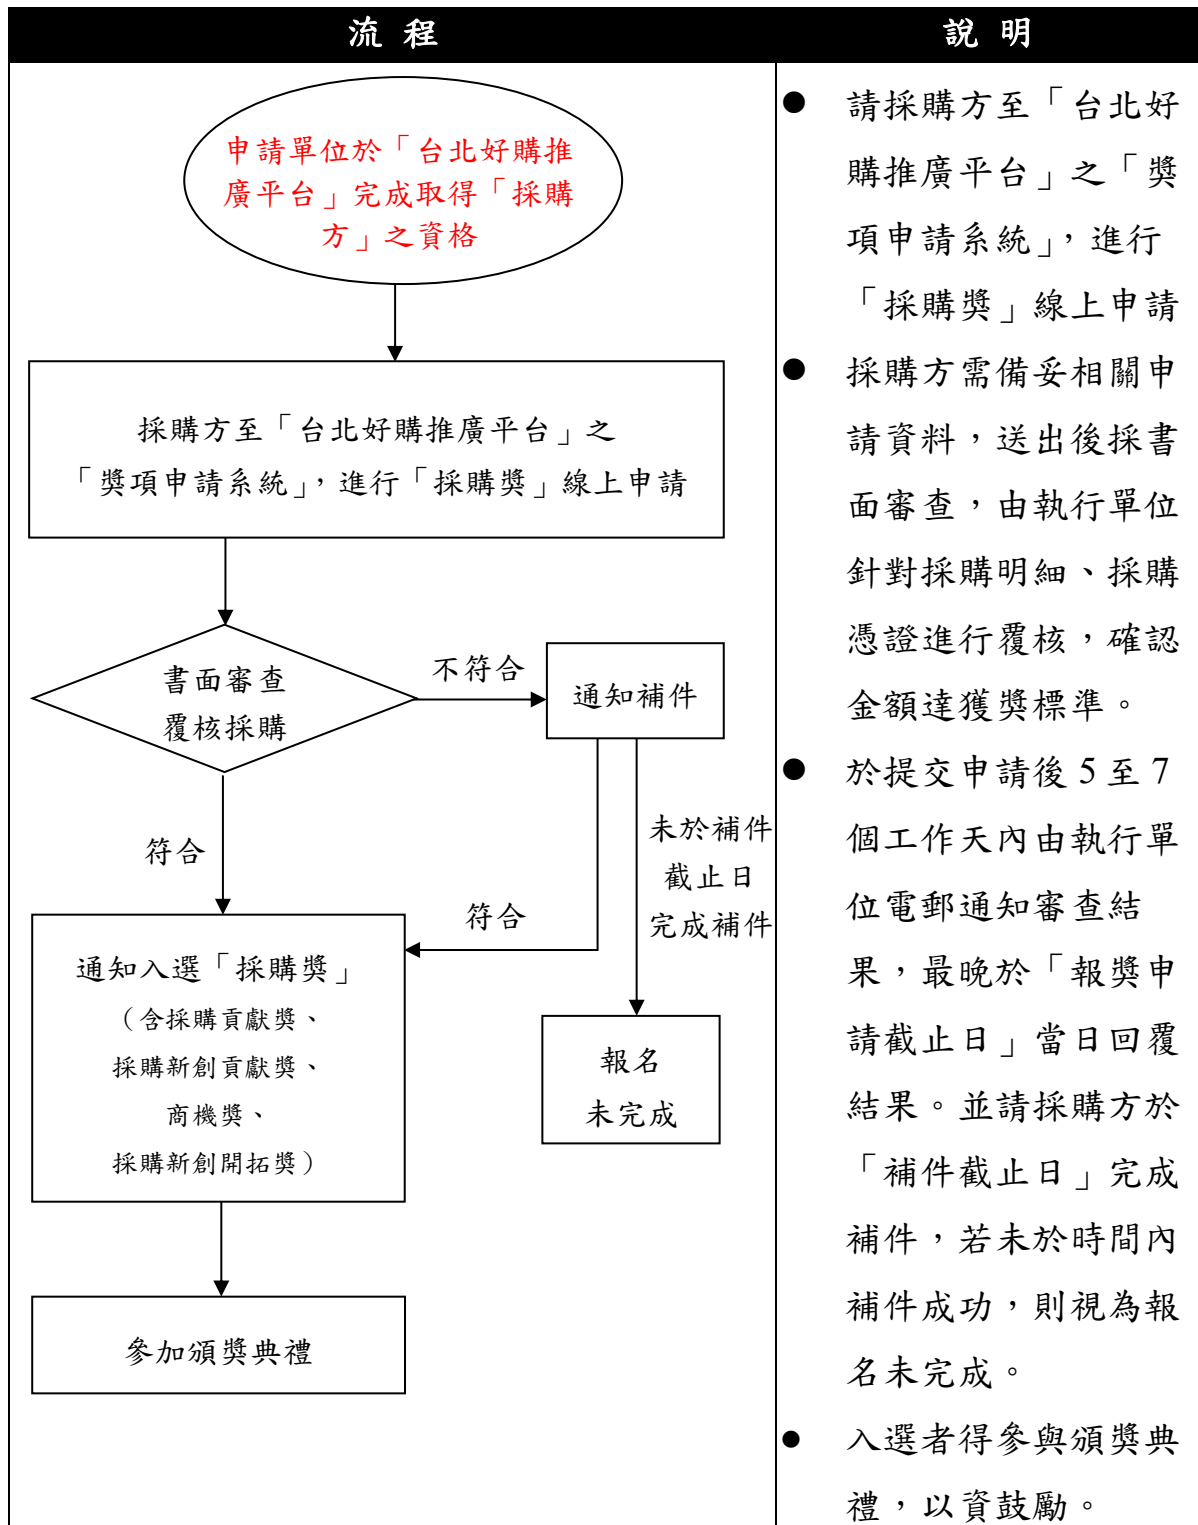 流 程
說 明
申請單位於「台北好購推
廣平台」完成取得「採購
方」之資格
採購方至「台北好購推廣平台」之
「獎項申請系統」，進行「採購獎」線上申請
書面審查
覆核採購
不符合
通知補件
符合
符合
未於補件
截止日
完成補件
通知入選「採購獎」
（含採購貢獻獎、
採購新創貢獻獎、
商機獎、
採購新創開拓獎）
報名
未完成
參加頒獎典禮
● 請採購方至「台北好
購推廣平台」之「獎
項申請系統」，進行
「採購獎」線上申請
● 採購方需備妥相關申
請資料，送出後採書
面審查，由執行單位
針對採購明細、採購
憑證進行覆核，確認
金額達獲獎標準。
● 於提交申請後 5 至 7
個工作天內由執行單
位電郵通知審查結
果，最晚於「報獎申
請截止日」當日回覆
結果。並請採購方於
「補件截止日」完成
補件，若未於時間內
補件成功，則視為報
名未完成。
● 入選者得參與頒獎典
禮，以資鼓勵。